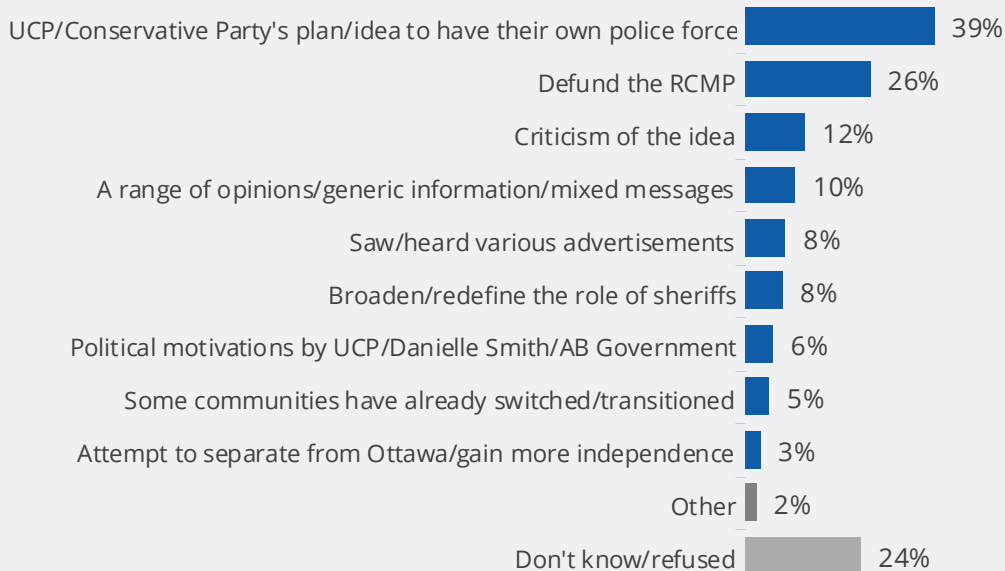 UCP/Conservative Party's plan/idea to have their own police force 39%
Defund the RCMP 26%
Criticism of the idea 12%
A range of opinions/generic information/mixed messages 10%
Saw/heard various advertisements 8%
Broaden/redefine the role of sheriffs 8%
Political motivations by UCP/Danielle Smith/AB Government 6%
Some communities have already switched/transitioned 5%
Attempt to separate from Ottawa/gain more independence 3%
Other 2%
Don't know/refused 24%